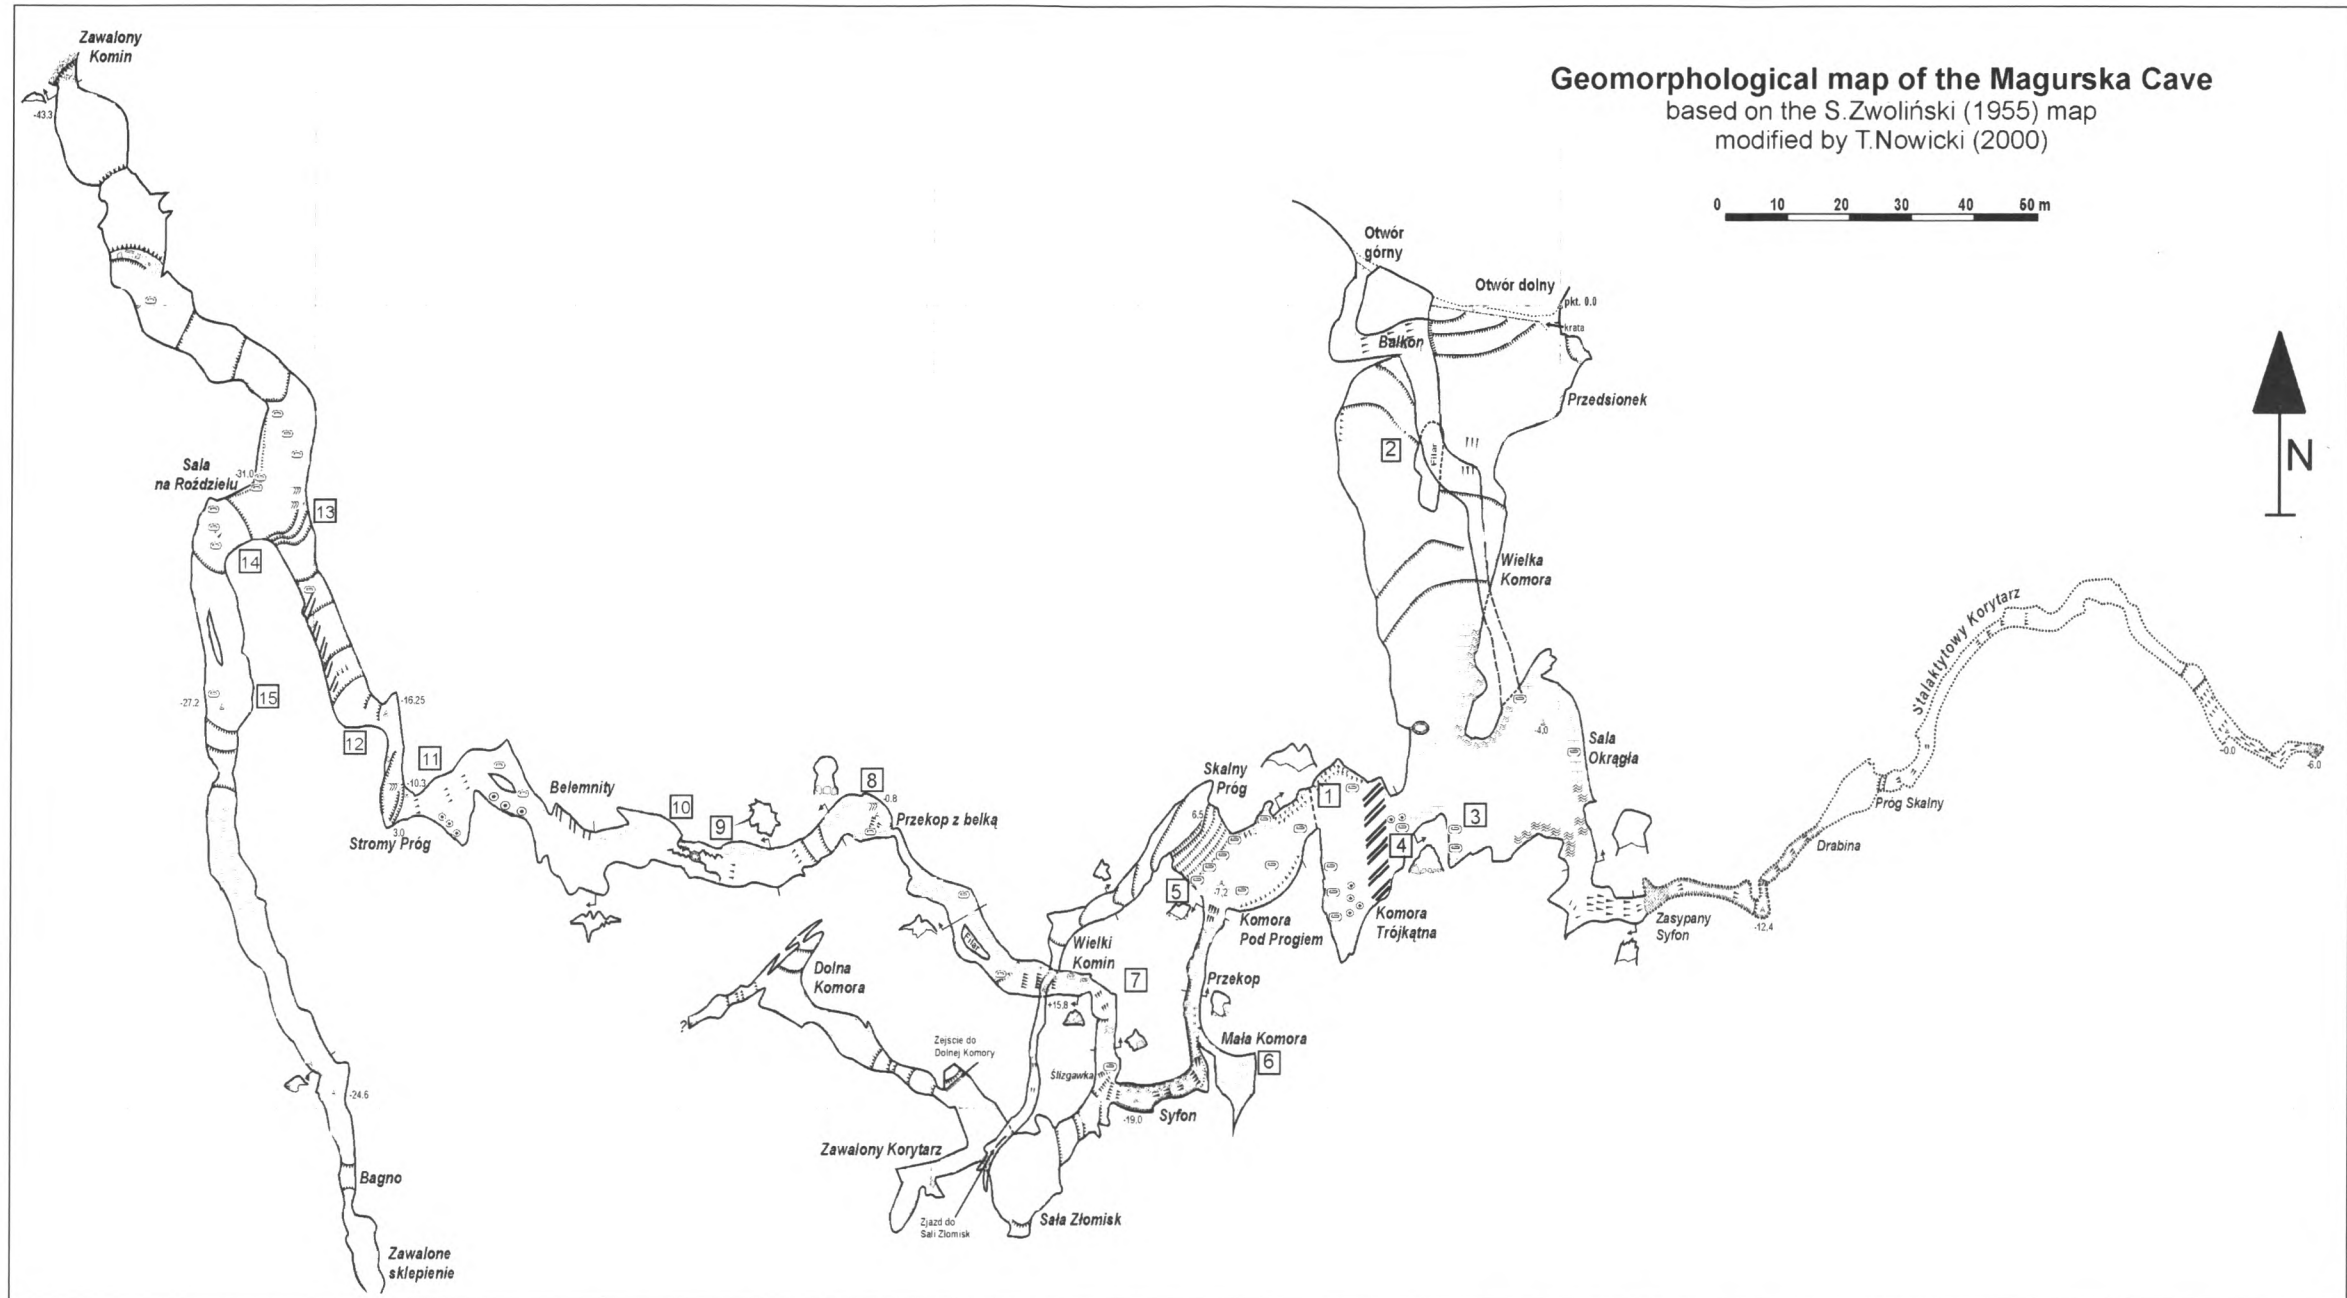 Geomorphological map of the Magurska Cave
based on the S.Zwoliński (1955) map
modified by T.Nowicki (2000)
0 10 20 30 40 50 m
N
Zawalony
Komin
-43.3
Otwór
górny
Otwór dolny
pkt. 0.0
krata
Balkon
Przedsionek
2
Filar
Sala
na Roździelu
-31.0
13
14
Wielka
Komora
Stalaktytowy Korytarz
15
-27.2
-16.25
12
11
-10.3
3.0
Stromy Próg
Belemnity
10
9
8
-0.8
Przekop z belką
Skalny
Próg
6.5
1
-4,0
Sala
Okrągła
3
4
-0.0
-6.0
Próg Skalny
Drabina
5
-7,2
Komora
Pod Progiem
Komora
Trójkątna
Zasypany
Syfon
-12.4
Filar
Wielki
Komin
7
+15.8
Przekop
Dolna
Komora
?
Mała Komora
6
Zejscie do
Dolnej Komory
Ślizgawka
-19.0
Syfon
-24.6
Zawalony Korytarz
Bagno
Zjazd do
Sali Złomisk
Sała Złomisk
Zawalone
sklepienie